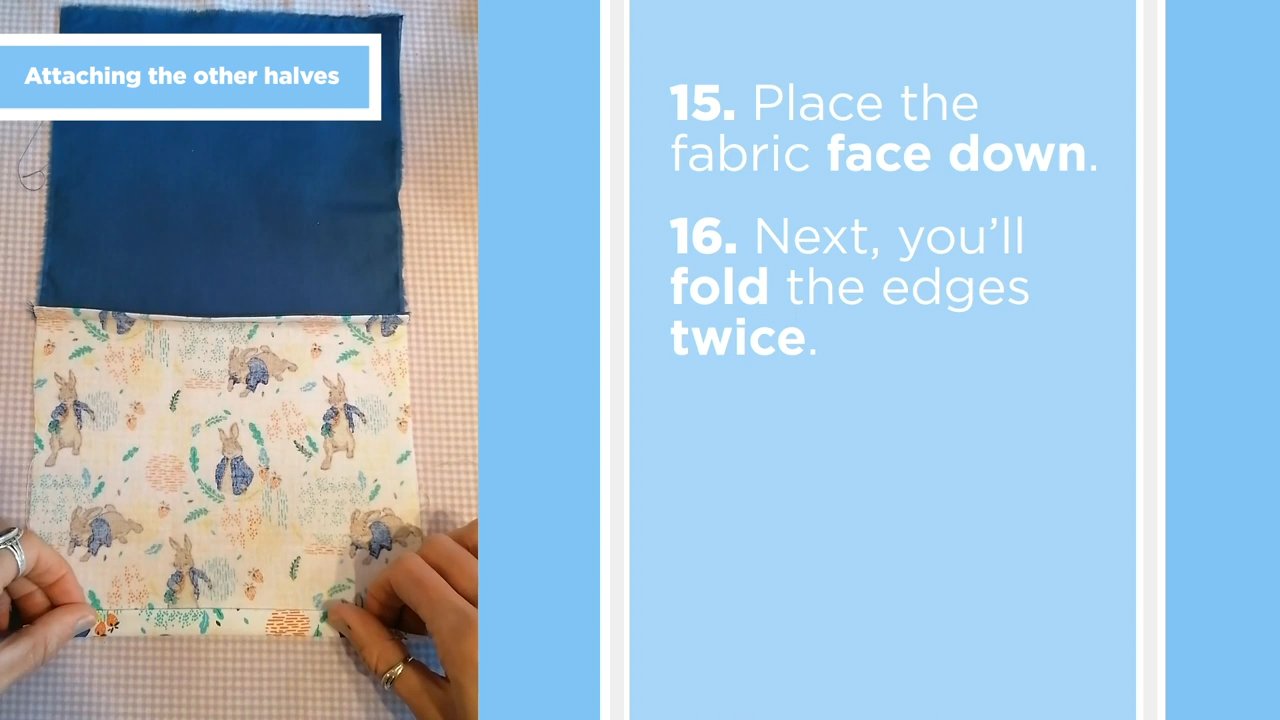 Attaching the other halves
15. Place the
fabric face down.
16. Next, you’ll
fold the edges
twice.